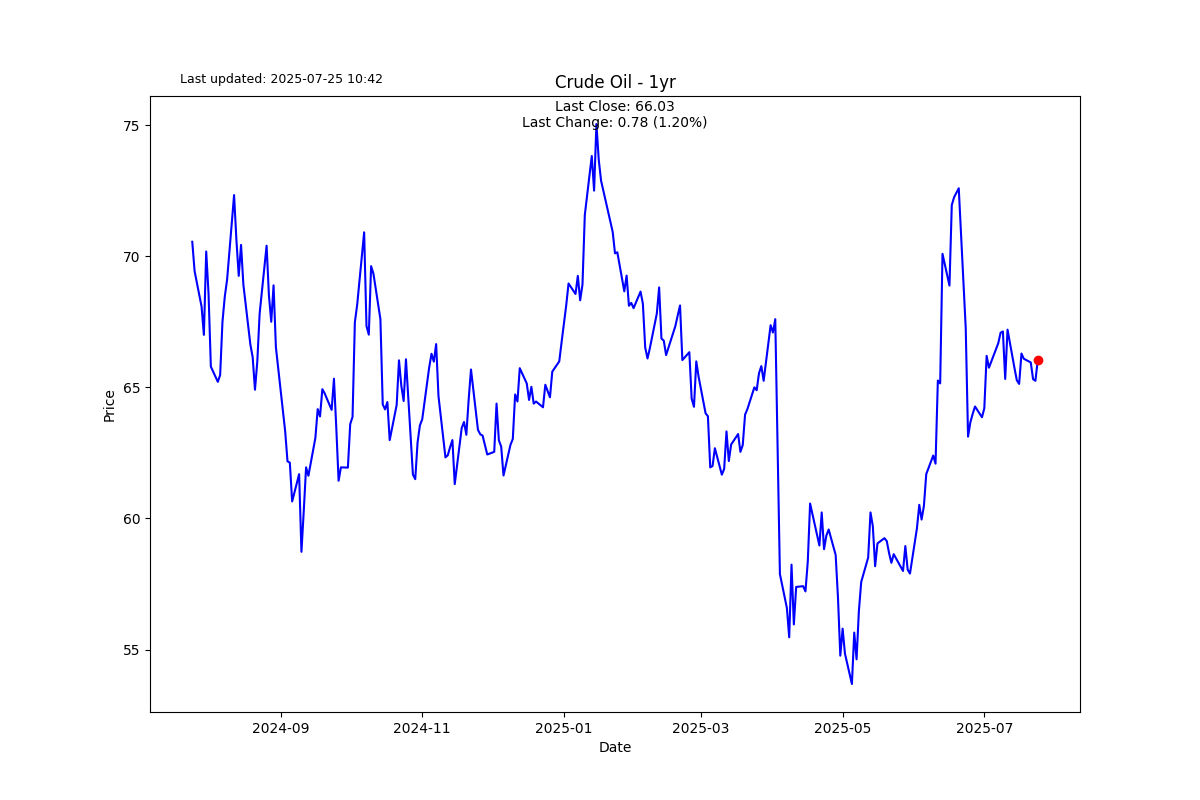 Last updated: 2025-07-25 10:42
Crude Oil - 1yr
Last Close: 66.03
Last Change: 0.78 (1.20%)
75
70
65
60
55
Price
2024-09
2024-11
2025-01
2025-03
2025-05
2025-07
Date